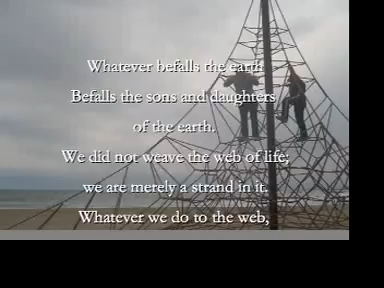 Whatever befalls the earth
Befalls the sons and daughters
of the earth.
We did not weave the web of life;
we are merely a strand in it.
Whatever we do to the web,